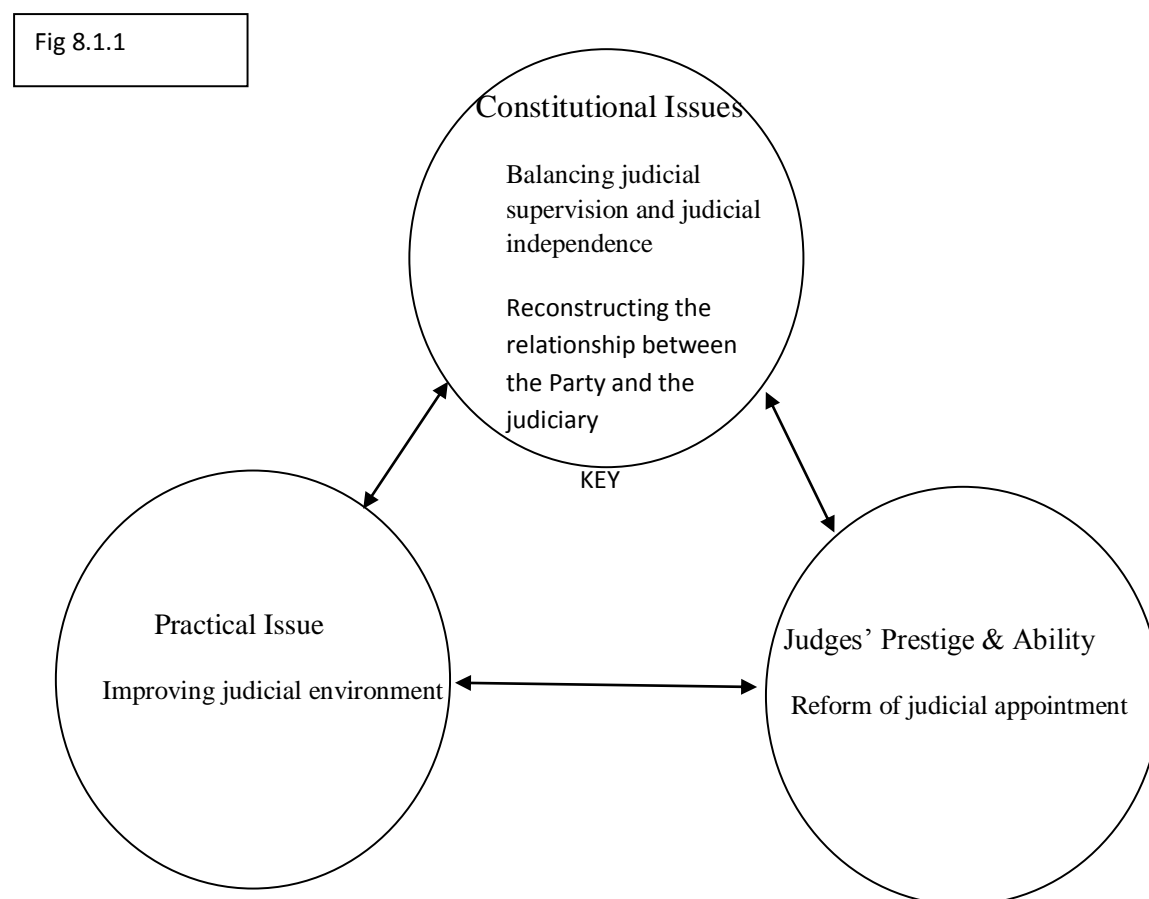 Fig 8.1.1
Constitutional Issues
Balancing judicial
supervision and judicial
independence
Reconstructing the
relationship between
the Party and the
judiciary
KEY
Practical Issue
Improving judicial environment
Judges’ Prestige & Ability
Reform of judicial appointment